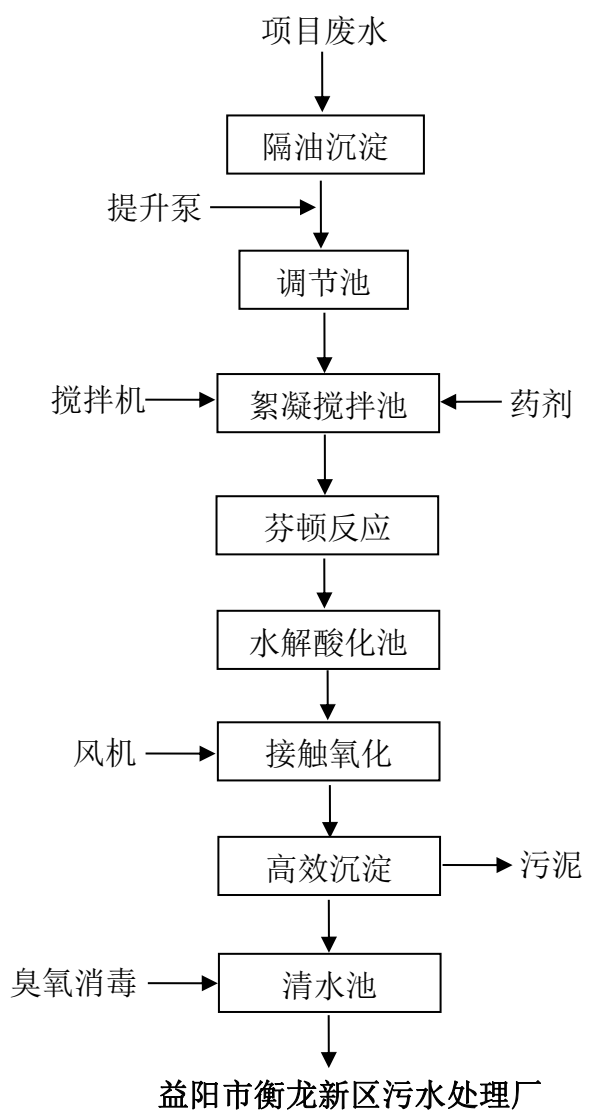 项目废水
隔油沉淀
提升泵
调节池
搅拌机
絮凝搅拌池
药剂
芬顿反应
水解酸化池
风机
接触氧化
高效沉淀
污泥
臭氧消毒
清水池
益阳市衡龙新区污水处理厂